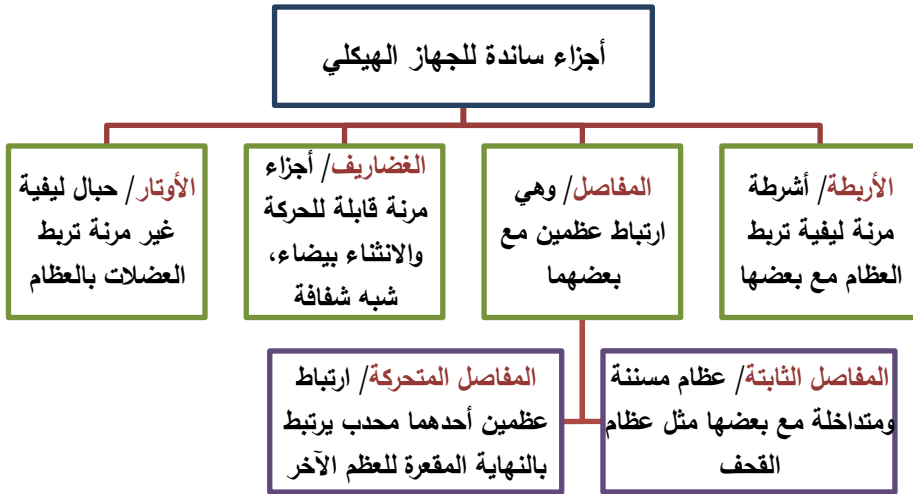 أجزاء ساندة للجهاز الهيكلي
الأربطة/ أشرطة
مرنة ليفية تربط
العظام مع بعضها
المفاصل/ وهي
ارتباط عظمين مع
بعضهما
الغضاريف/ أجزاء
مرنة قابلة للحركة
والانثناء بيضاء،
شبه شفافة
الأوتار/ حبال ليفية
غير مرنة تربط
العضلات بالعظام
المفاصل الثابتة/ عظام مسننة
ومتداخلة مع بعضها مثل عظام
القحف
المفاصل المتحركة/ ارتباط
عظمين أحدهما محدب يرتبط
بالنهاية المقعرة للعظم الآخر